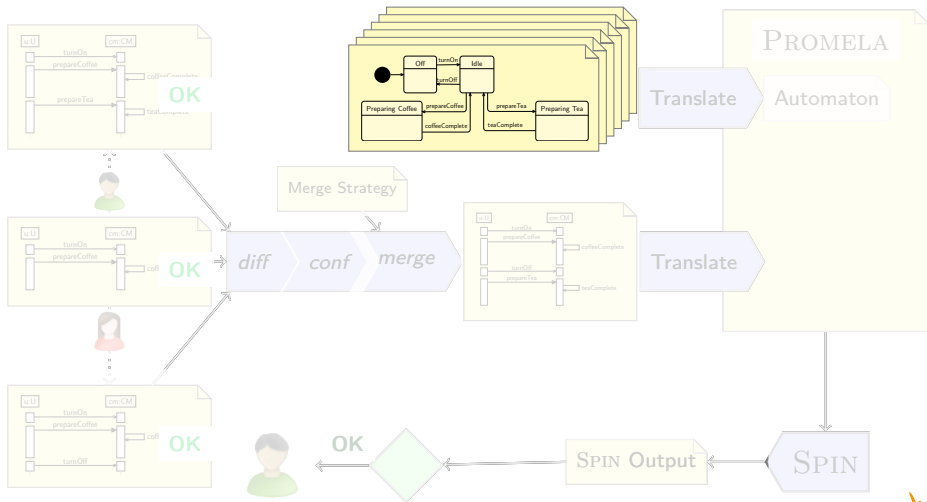 u:U
cm:CM
turnOn
prepareCoffee
coffeeComplete
OK
prepareTea
teaComplete
Off
turnOn
Idle
turnOff
Preparing Coffee
prepareCoffee
prepareTea
Preparing Tea
coffeeComplete
teaComplete
Translate
PROMELA
Automaton
Merge Strategy
u:U
cm:CM
turnOn
prepareCoffee
OK
diff
conf
merge
u:U
cm:CM
turnOn
prepareCoffee
coffeeComplete
turnOff
prepareTea
teaComplete
Translate
u:U
cm:CM
turnOn
prepareCoffee
OK
turnOff
OK
SPIN Output
SPIN